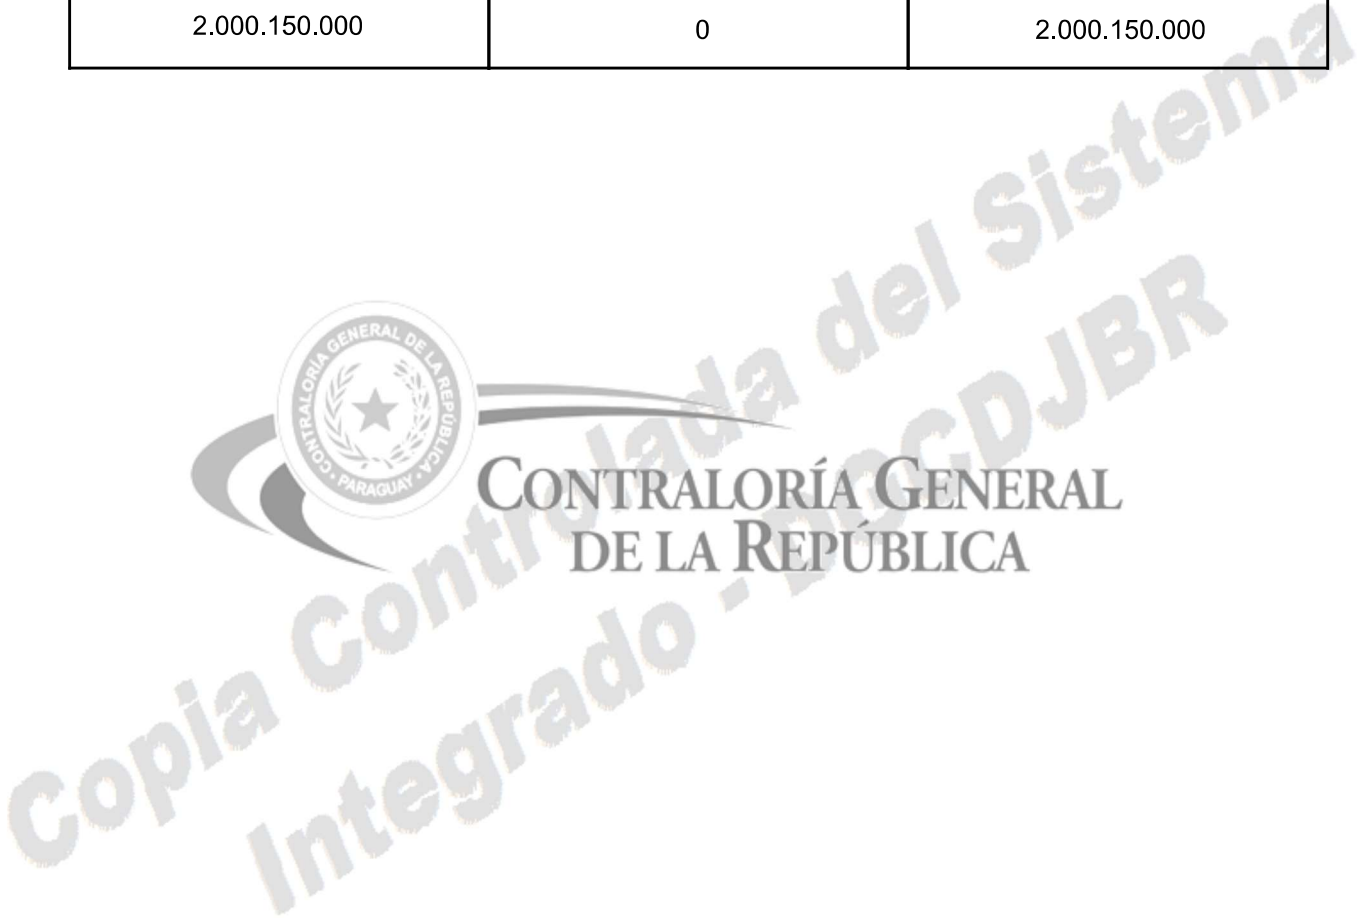 2.000.150.000 0 2.000.150.000
CONTRALORÍA GENERAL DE LA REPÚBLICA
· PARAGUAY ·
CONTRALORÍA GENERAL
DE LA REPÚBLICA
Copia Controlada del Sistema
Integrado - DGCDJBR